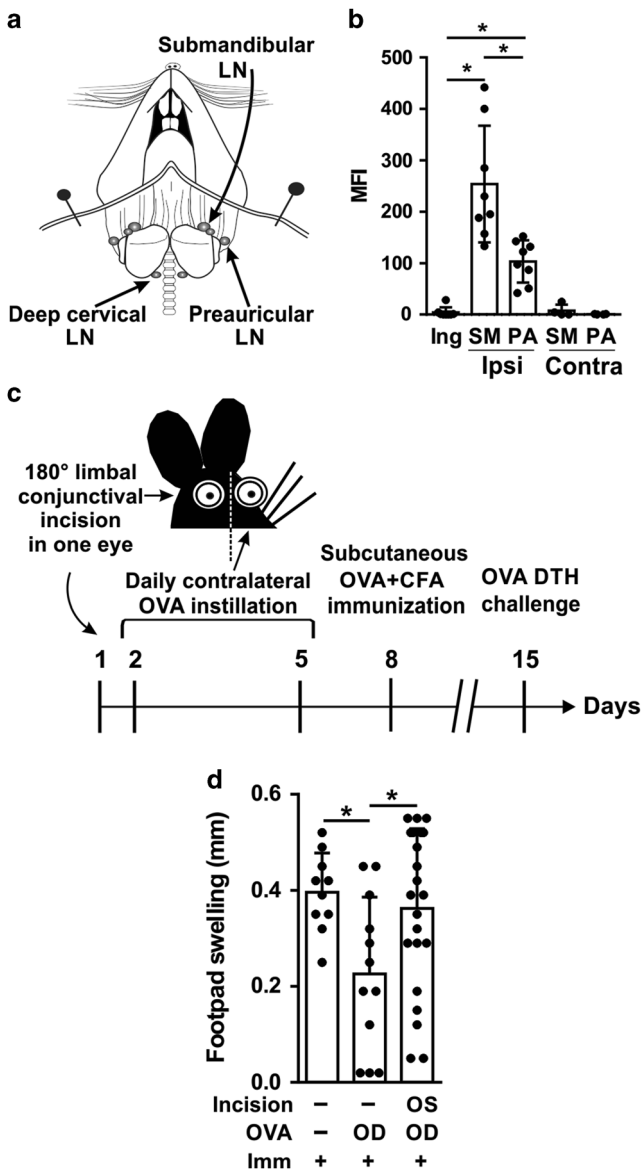 a
Submandibular
LN
Deep cervical
LN
Preauricular
LN
b
*
*
*
500
400
300
200
100
0
MFI
Ing SM PA SM PA
Ipsi Contra
c
180° limbal
conjunctival
incision
in one eye
Daily contralateral
OVA instillation
Subcutaneous
OVA+CFA
immunization
OVA DTH
challenge
1 2 5 8 15
Days
d
*
*
0.6
0.4
0.2
0.0
Footpad swelling (mm)
Incision – – OS
OVA – OD OD
Imm + + +